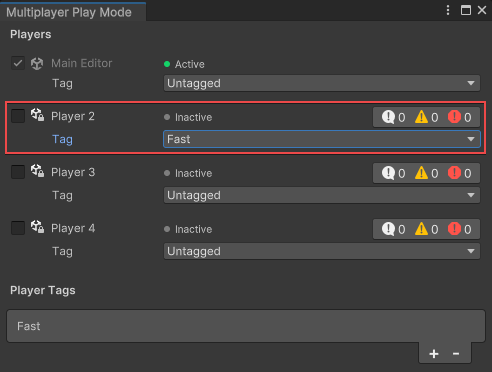 Multiplayer Play Mode
Players
Main Editor Active
Tag Untagged
Player 2 Inactive 0 0 0
Tag Fast
Player 3 Inactive 0 0 0
Tag Untagged
Player 4 Inactive 0 0 0
Tag Untagged
Player Tags
Fast
+ -